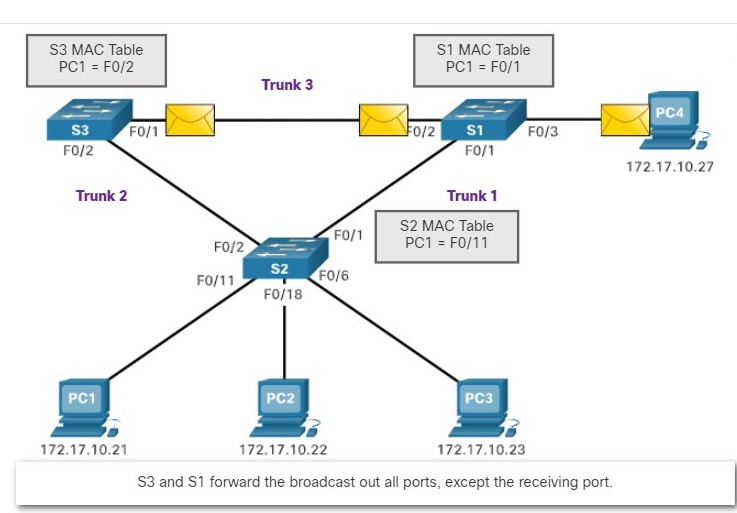 S3 MAC Table
PC1 = F0/2
S1 MAC Table
PC1 = F0/1
Trunk 3
S3
F0/1
F0/2
F0/2
S1
F0/3
F0/1
PC4
172.17.10.27
Trunk 2
Trunk 1
S2 MAC Table
PC1 = F0/11
F0/2
F0/1
S2
F0/11
F0/6
F0/18
PC1
PC2
PC3
172.17.10.21
172.17.10.22
172.17.10.23
S3 and S1 forward the broadcast out all ports, except the receiving port.